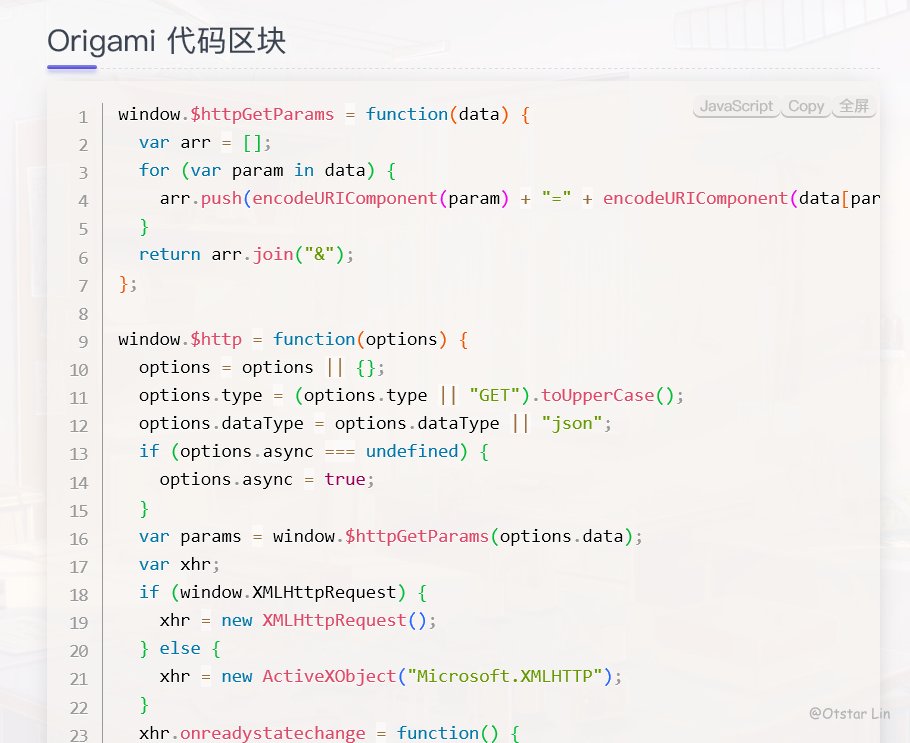 Origami 代码区块
JavaScript Copy 全屏
1 window.$httpGetParams = function(data) {
2 var arr = [];
3 for (var param in data) {
4 arr.push(encodeURIComponent(param) + "=" + encodeURIComponent(data[par
5 }
6 return arr.join("&");
7 };
8
9 window.$http = function(options) {
10 options = options || {};
11 options.type = (options.type || "GET").toUpperCase();
12 options.dataType = options.dataType || "json";
13 if (options.async === undefined) {
14 options.async = true;
15 }
16 var params = window.$httpGetParams(options.data);
17 var xhr;
18 if (window.XMLHttpRequest) {
19 xhr = new XMLHttpRequest();
20 } else {
21 xhr = new ActiveXObject("Microsoft.XMLHTTP");
22 }
23 xhr.onreadystatechange = function() {
@Otstar Lin